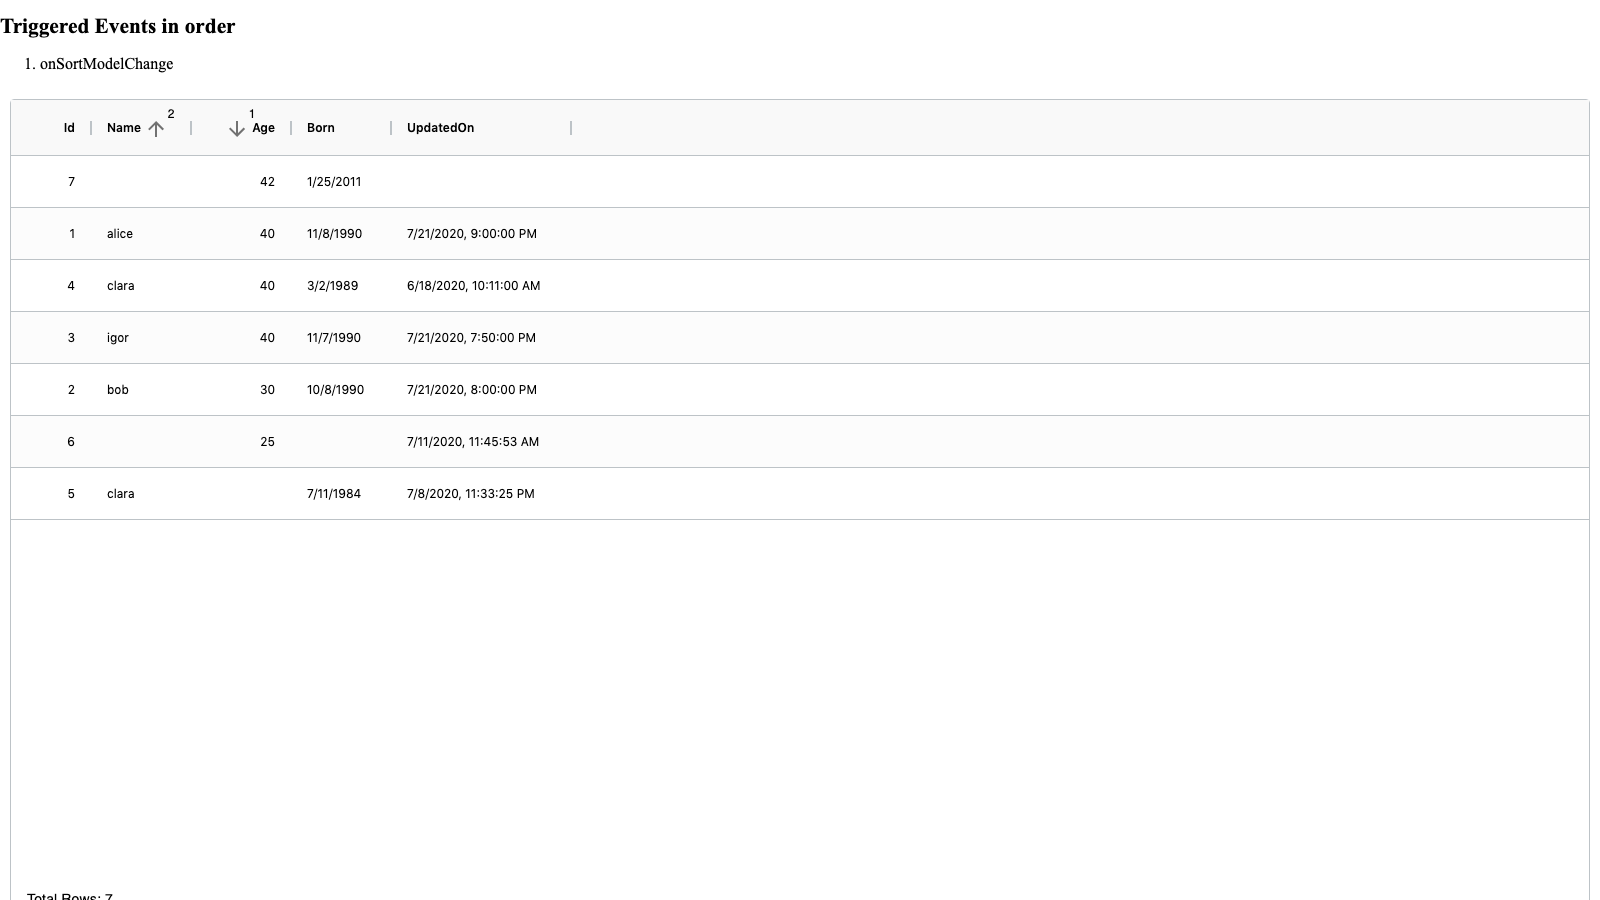 Triggered Events in order
1. onSortModelChange
Id Name 2 1 Age Born UpdatedOn
7 42 1/25/2011
1 alice 40 11/8/1990 7/21/2020, 9:00:00 PM
4 clara 40 3/2/1989 6/18/2020, 10:11:00 AM
3 igor 40 11/7/1990 7/21/2020, 7:50:00 PM
2 bob 30 10/8/1990 7/21/2020, 8:00:00 PM
6 25 7/11/2020, 11:45:53 AM
5 clara 7/11/1984 7/8/2020, 11:33:25 PM
Total Rows: 7